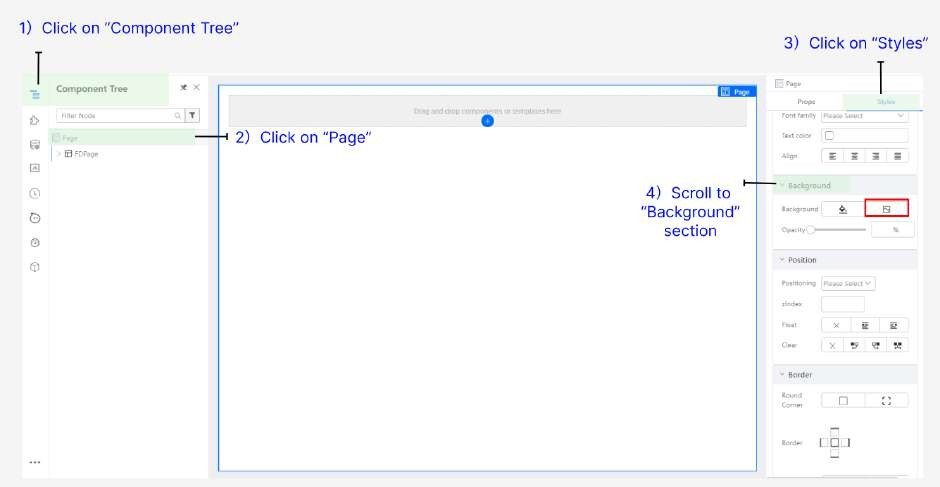 1) Click on “Component Tree”
3) Click on “Styles”
Component Tree
Filter Node
Page
FDPage
2) Click on “Page”
Page
Drag and drop components or templates here
4) Scroll to
“Background”
section
Page
Props
Styles
Font family
Please Select
Text color
Align
Background
Background
Opacity
%
Position
Positioning
Please Select
zIndex
Float
Clear
Border
Round
Corner
Border